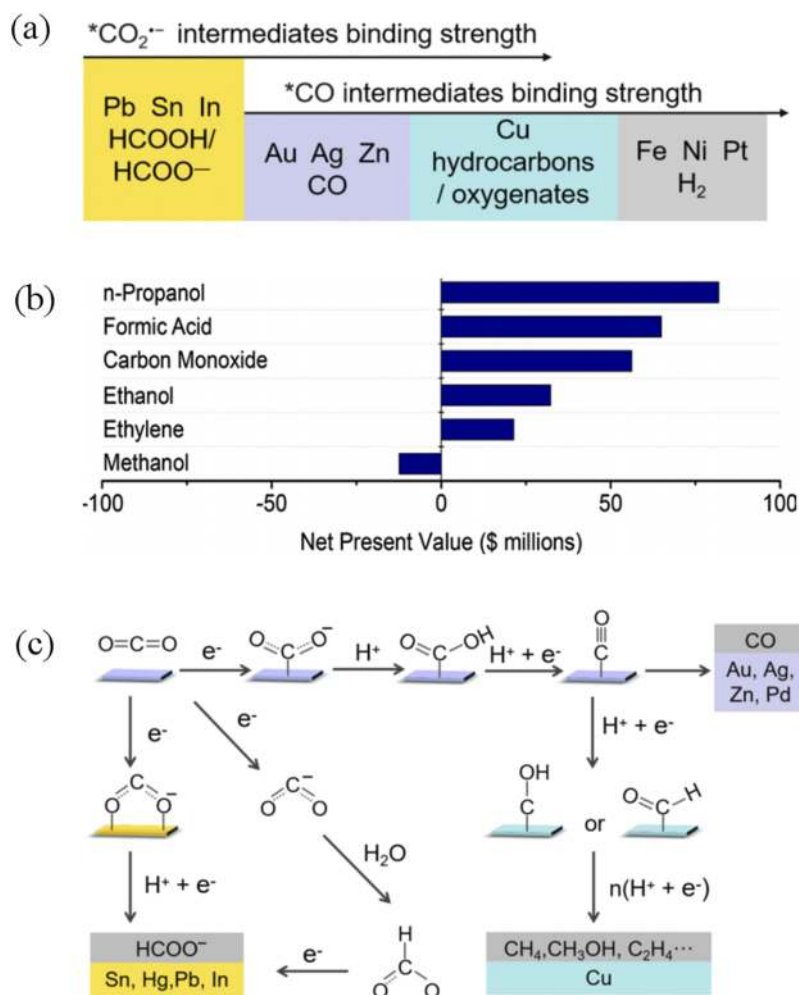 (a)
*CO₂•− intermediates binding strength
*CO intermediates binding strength
Pb Sn In
HCOOH/
HCOO—
Au Ag Zn
CO
Cu
hydrocarbons
/ oxygenates
Fe Ni Pt
H₂
(b)
n-Propanol
Formic Acid
Carbon Monoxide
Ethanol
Ethylene
Methanol
-100 -50 0 50 100
Net Present Value ($ millions)
(c)
O=C=O
e-
O C O−
H⁺
O C OH
H⁺ + e-
O
C
CO
Au, Ag,
Zn, Pd
e-
e-
H⁺ + e-
C
O O−
C−
O O
OH
C
or
O C H
H₂O
H⁺ + e-
n(H⁺ + e-)
HCOO⁻
Sn, Hg,Pb, In
e-
H
C
O O
CH₄,CH₃OH, C₂H₄···
Cu